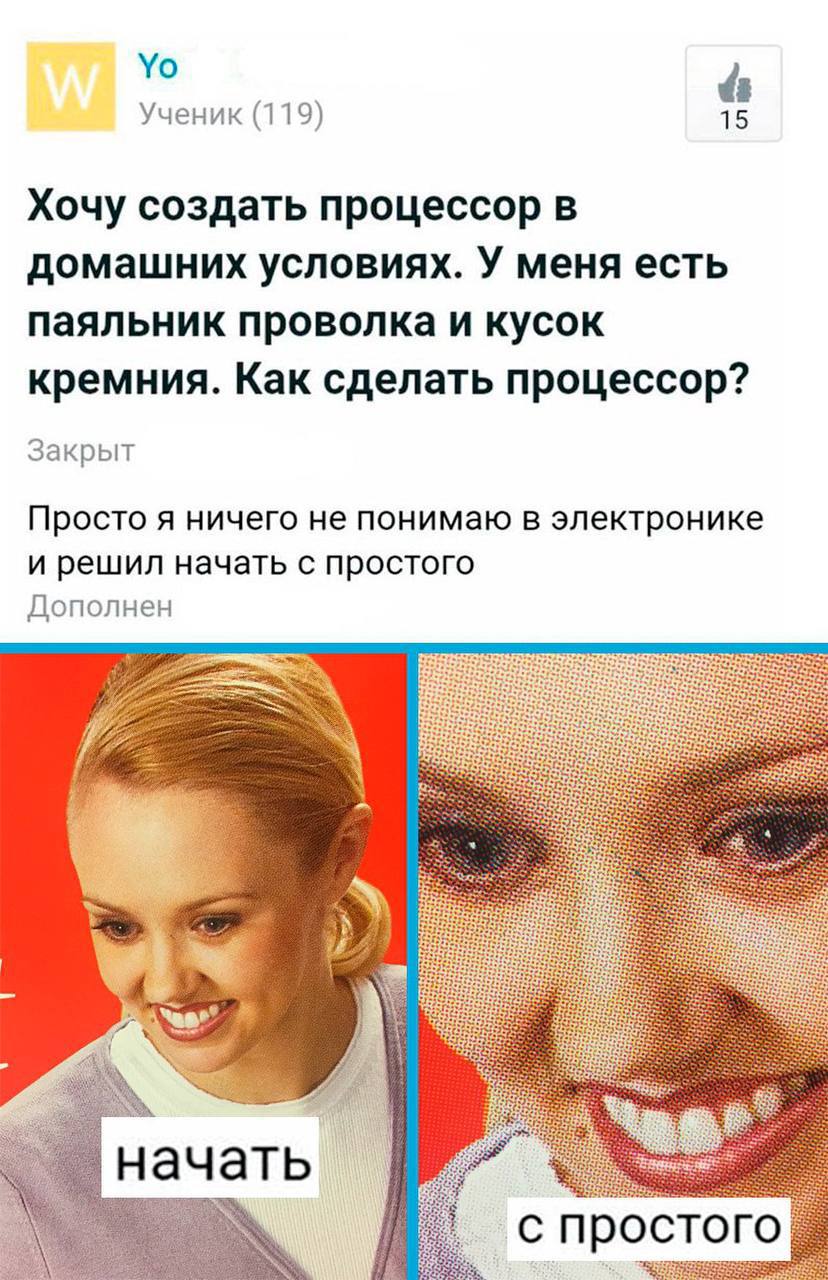 W
Yo
Ученик (119)
15
Хочу создать процессор в
домашних условиях. У меня есть
паяльник проволка и кусок
кремния. Как сделать процессор?
Закрыт
Просто я ничего не понимаю в электронике
и решил начать с простого
Дополнен
начать
с простого